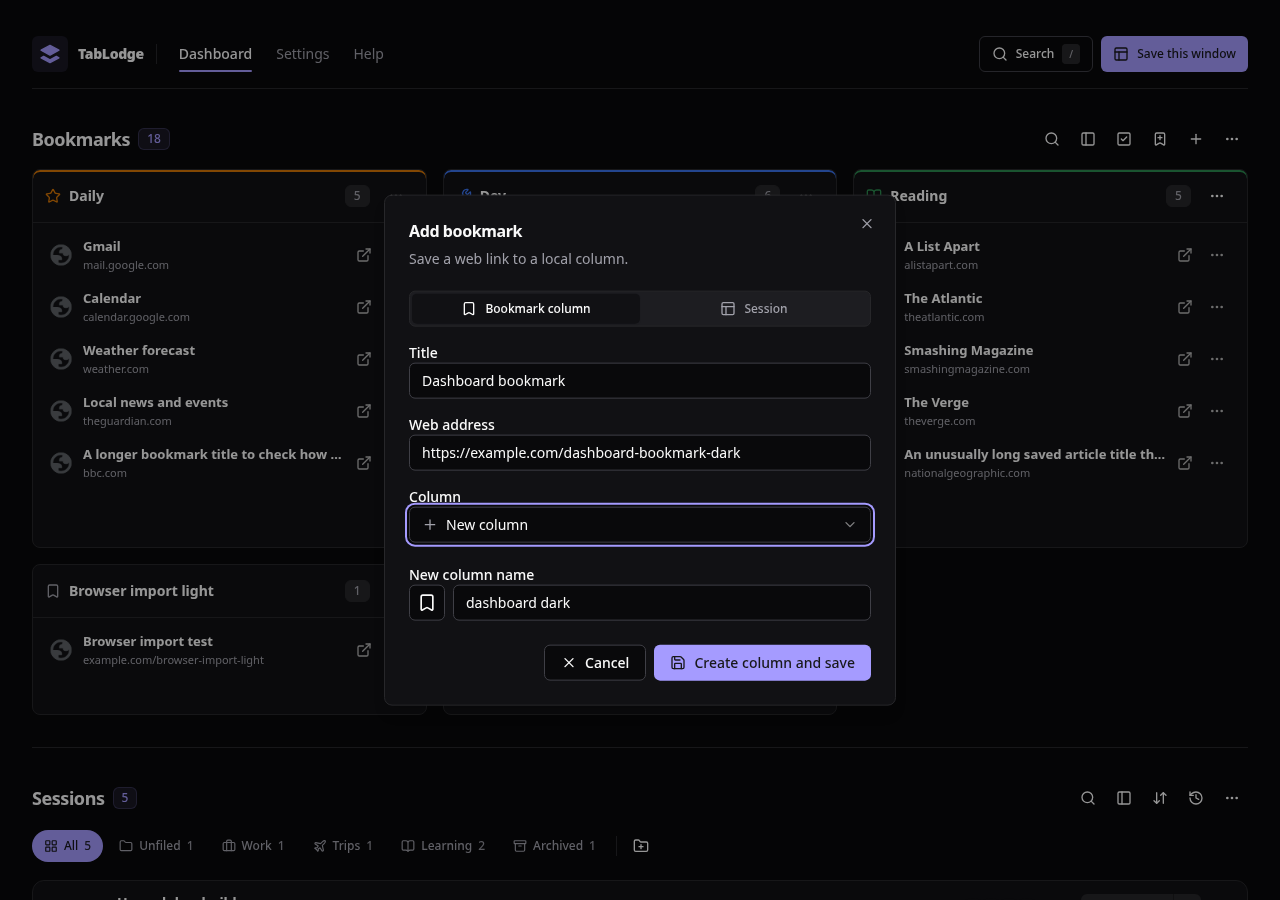 TabLodge
Dashboard
Settings
Help
Search /
Save this window
Bookmarks 18
Daily 5
Dev 6
Reading 5
Gmail
mail.google.com
Calendar
calendar.google.com
Weather forecast
weather.com
Local news and events
theguardian.com
A longer bookmark title to check how ...
bbc.com
Add bookmark
Save a web link to a local column.
Bookmark column
Session
Title
Dashboard bookmark
Web address
https://example.com/dashboard-bookmark-dark
Column
New column
New column name
dashboard dark
Cancel
Create column and save
A List Apart
alistapart.com
The Atlantic
theatlantic.com
Smashing Magazine
smashingmagazine.com
The Verge
theverge.com
An unusually long saved article title th...
nationalgeographic.com
Browser import light 1
Browser import test
example.com/browser-import-light
Sessions 5
All 5
Unfiled 1
Work 1
Trips 1
Learning 2
Archived 1